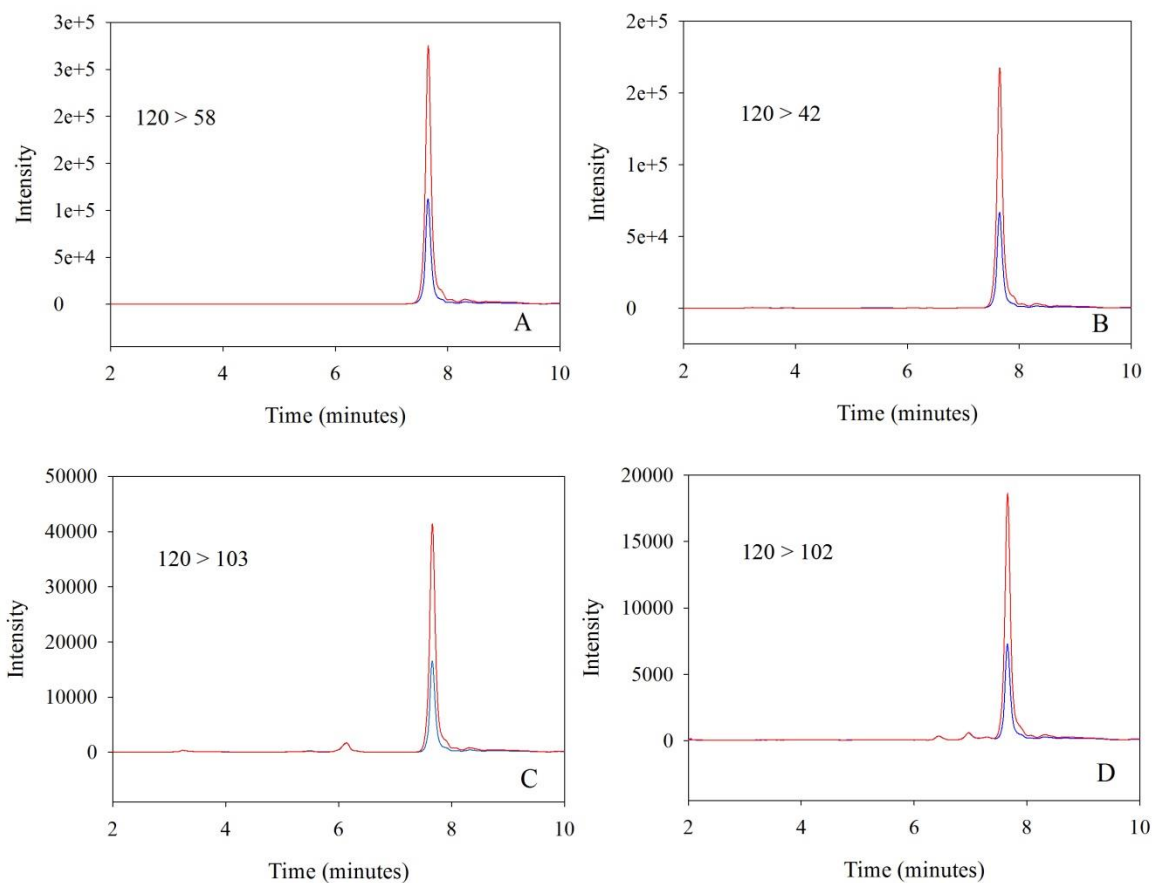 3e+5
3e+5
2e+5
2e+5
1e+5
5e+4
0
Intensity
120 > 58
A
2 4 6 8 10
Time (minutes)
2e+5
2e+5
1e+5
5e+4
0
Intensity
120 > 42
B
2 4 6 8 10
Time (minutes)
50000
40000
30000
20000
10000
0
Intensity
120 > 103
C
2 4 6 8 10
Time (minutes)
20000
15000
10000
5000
0
Intensity
120 > 102
D
2 4 6 8 10
Time (minutes)